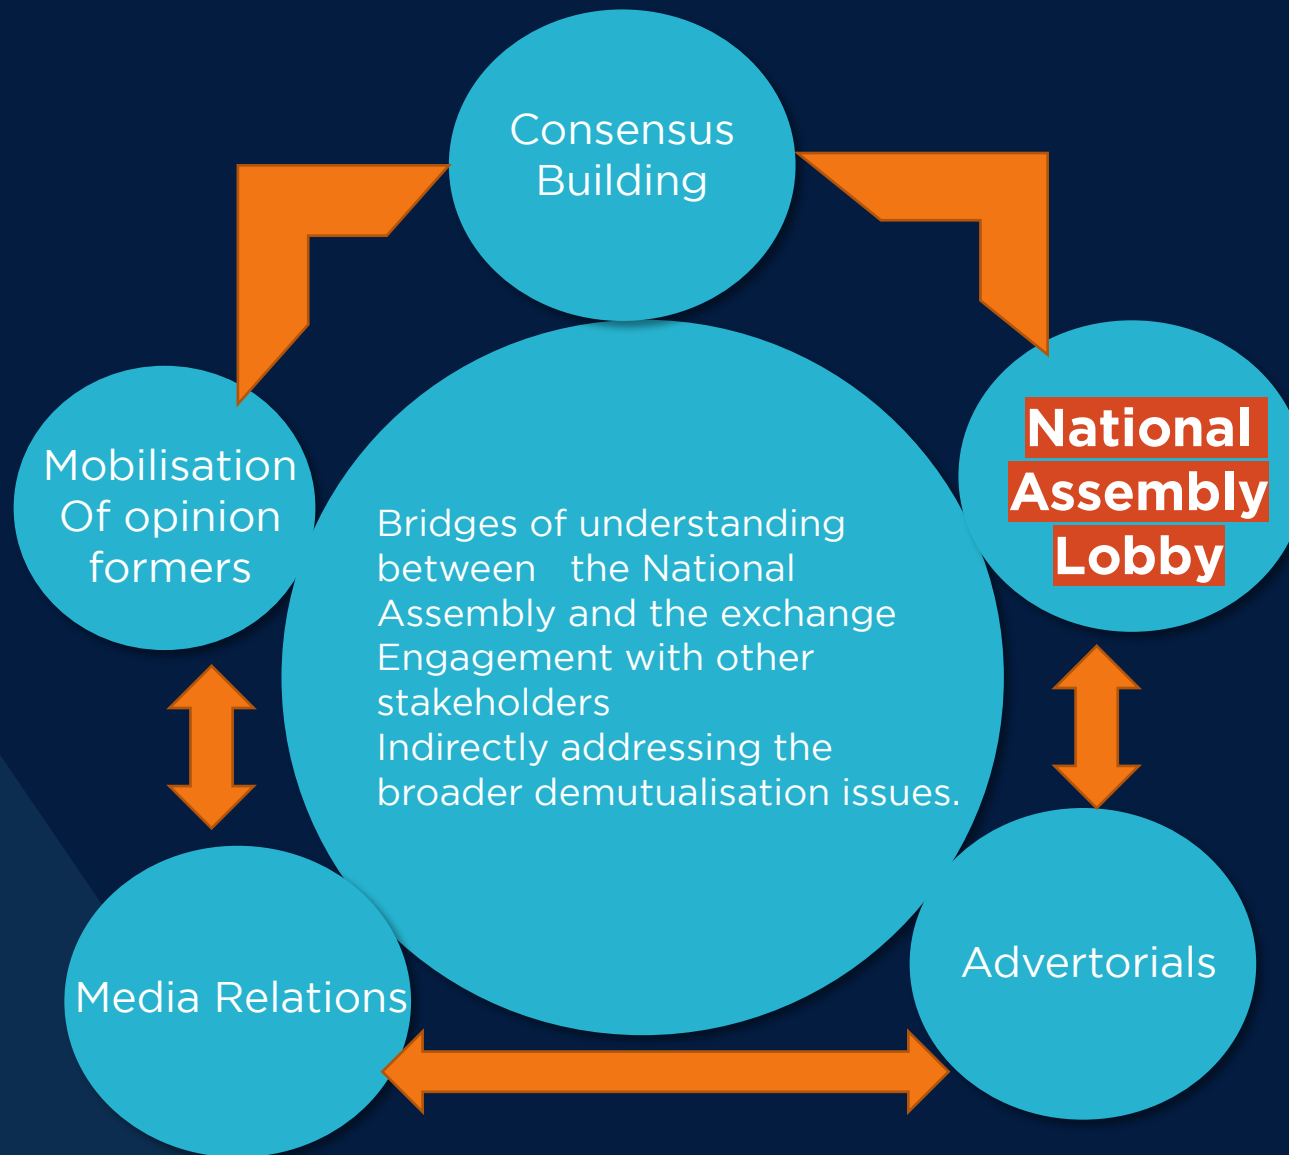 Consensus
Building
National
Assembly
Lobby
Mobilisation
Of opinion
formers
Bridges of understanding
between   the National
Assembly and the exchange
Engagement with other
stakeholders
Indirectly addressing the
broader demutualisation issues.
Advertorials
Media Relations